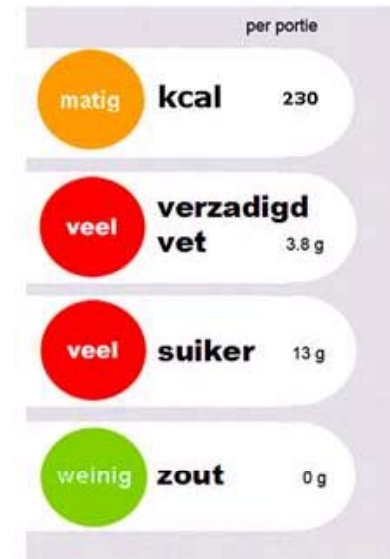 per portie
matig kcal 230
veel verzadigd
vet 3.8 g
veel suiker 13 g
weinig zout 0 g